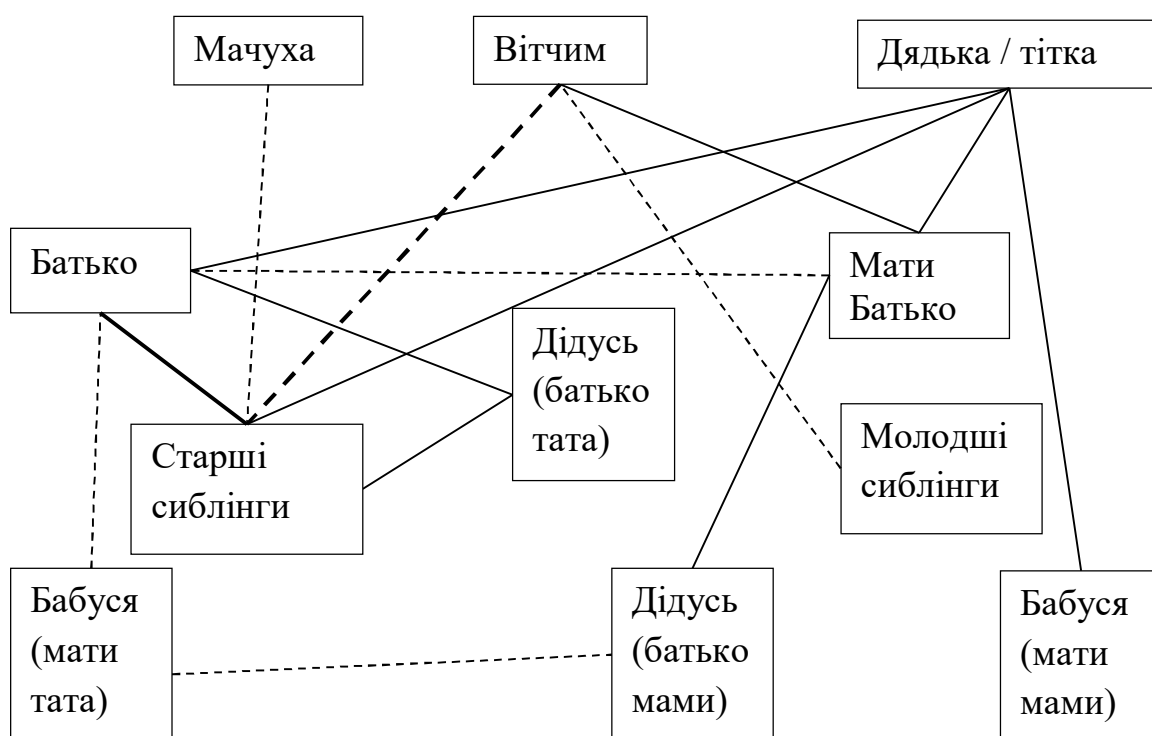 Мачуха
Вітчим
Дядька / тітка
Батько
Мати
Батько
Дідусь
(батько
тата)
Старші
сиблінги
Молодші
сиблінги
Бабуся
(мати
тата)
Дідусь
(батько
мами)
Бабуся
(мати
мами)